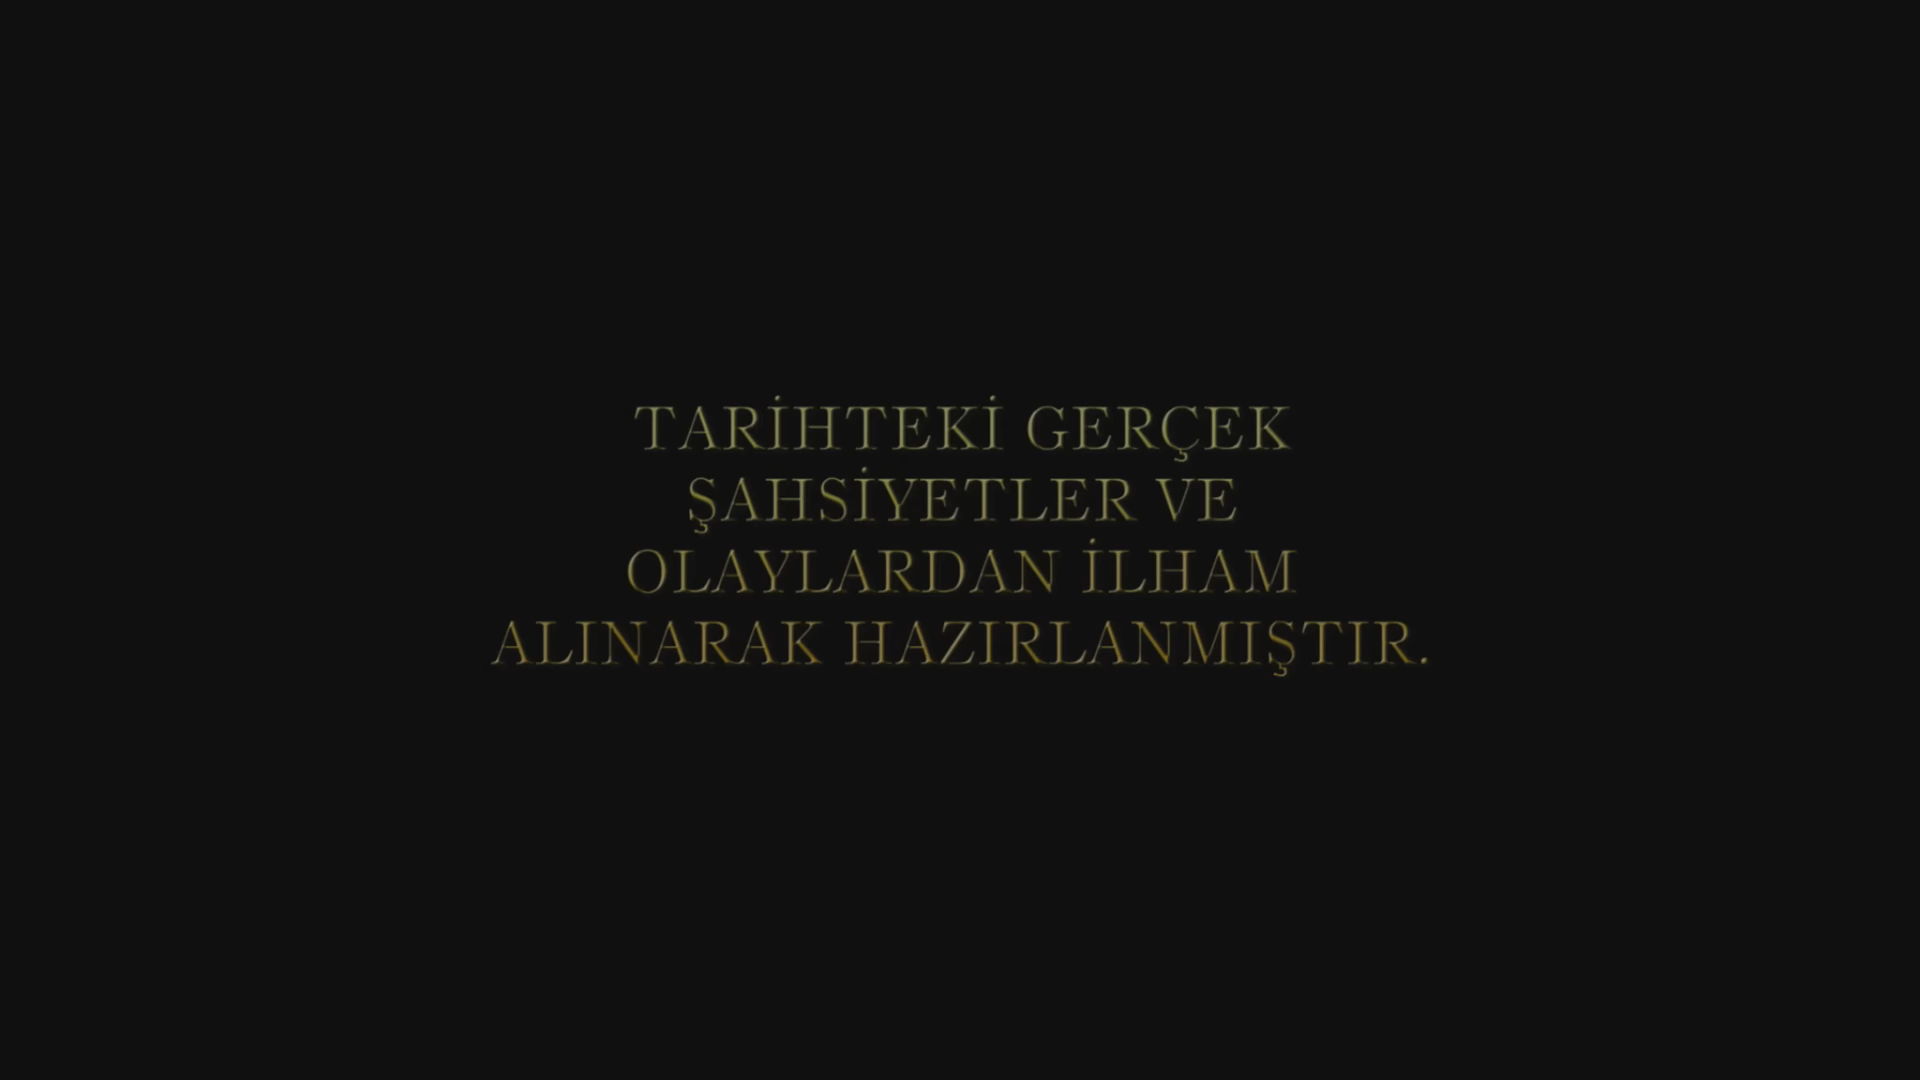 TARİHTEKİ GERÇEK
ŞAHSİYETLER VE
OLAYLARDAN İLHAM
ALINARAK HAZIRLANMIŞTIR.